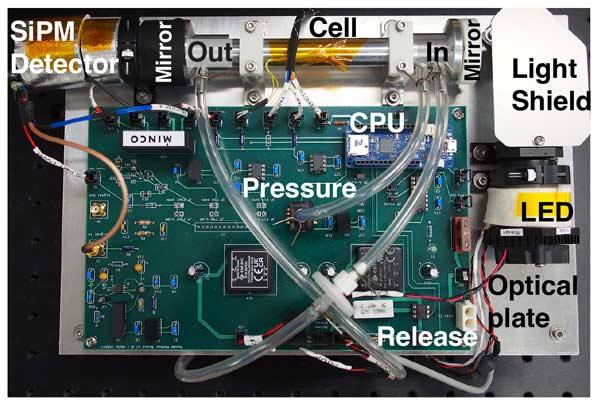 SiPM
Detector
Mirror
Out
Cell
In
Mirror
Light
Shield
MINCO
CPU
Pressure
LED
Optical
plate
Release